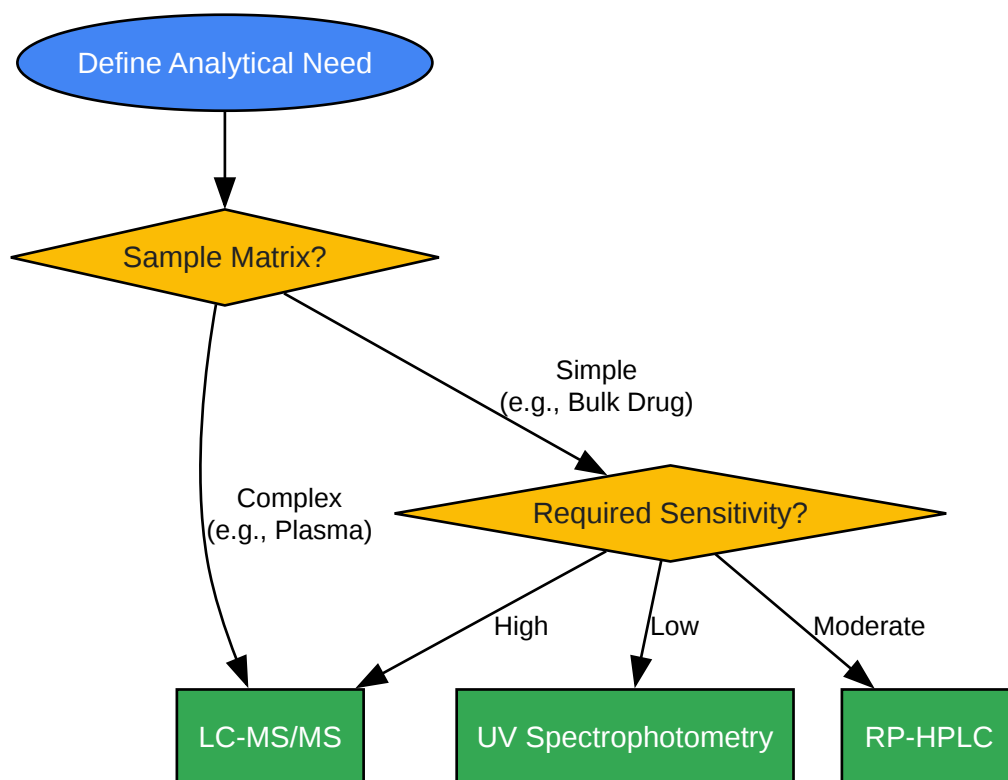 Define Analytical Need
Sample Matrix?
Simple
(e.g., Bulk Drug)
Complex
(e.g., Plasma)
Required Sensitivity?
High
Low
Moderate
LC-MS/MS
UV Spectrophotometry
RP-HPLC